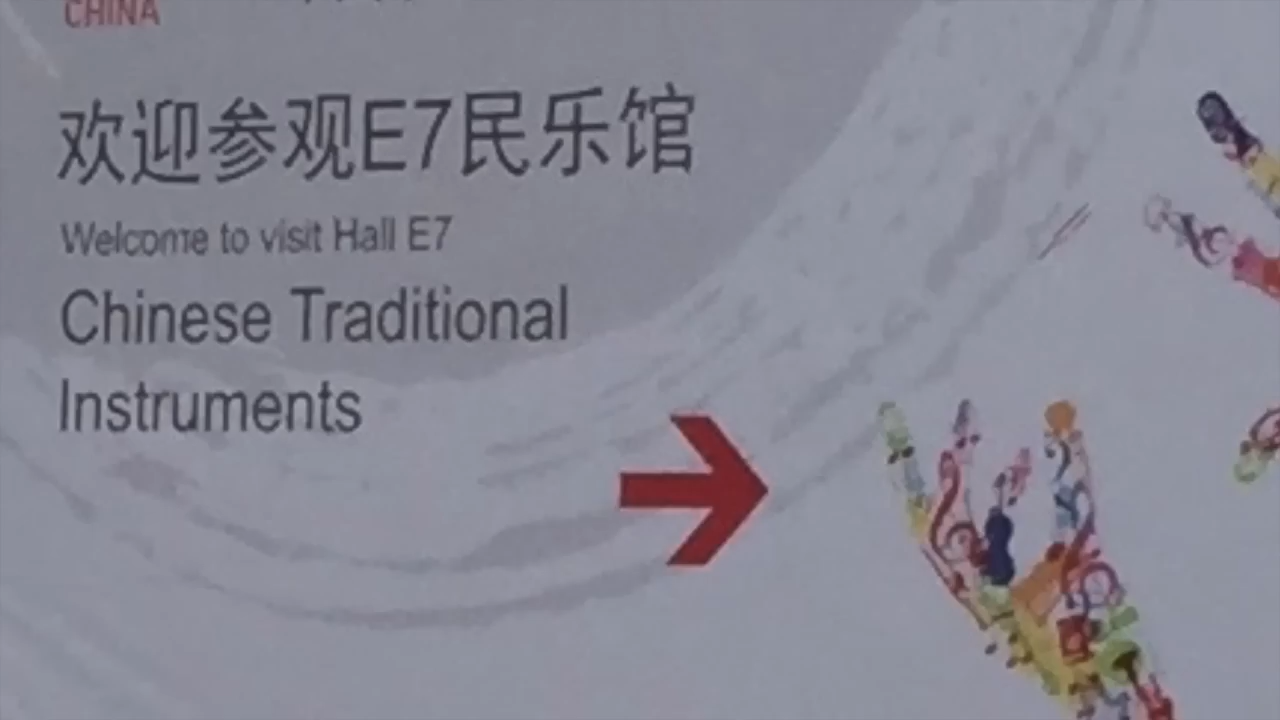 CHINA
欢迎参观E7民乐馆
Welcome to visit Hall E7
Chinese Traditional
Instruments